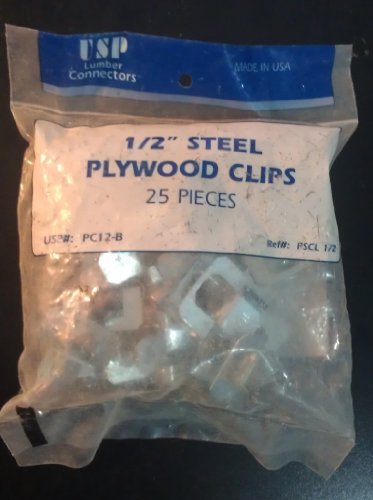 USP
Lumber
Connectors
MADE IN USA
1/2" STEEL
PLYWOOD CLIPS
25 PIECES
USP#: PC12-B Ref#: PSCL 1/2